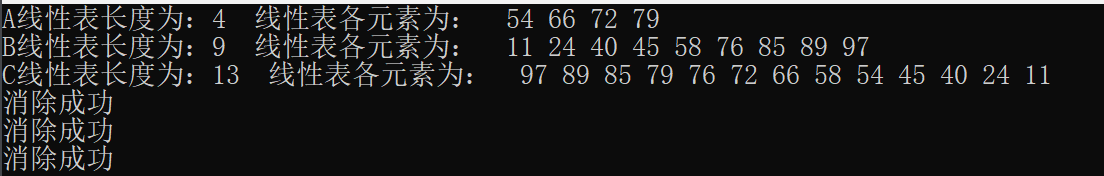 A线性表长度为：4  线性表各元素为：  54 66 72 79
B线性表长度为：9  线性表各元素为：  11 24 40 45 58 76 85 89 97
C线性表长度为：13  线性表各元素为：  97 89 85 79 76 72 66 58 54 45 40 24 11
消除成功
消除成功
消除成功